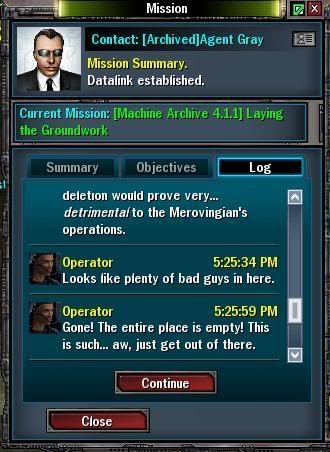 Mission
Contact: [Archived]Agent Gray
Mission Summary.
Datalink established.
Current Mission: [Machine Archive 4.1.1] Laying
the Groundwork
Summary
Objectives
Log
deletion would prove very...
detrimental to the Merovingian's
operations.
Operator 5:25:34 PM
Looks like plenty of bad guys in here.
Operator 5:25:59 PM
Gone! The entire place is empty! This
is such... aw, just get out of there.
Continue
Close